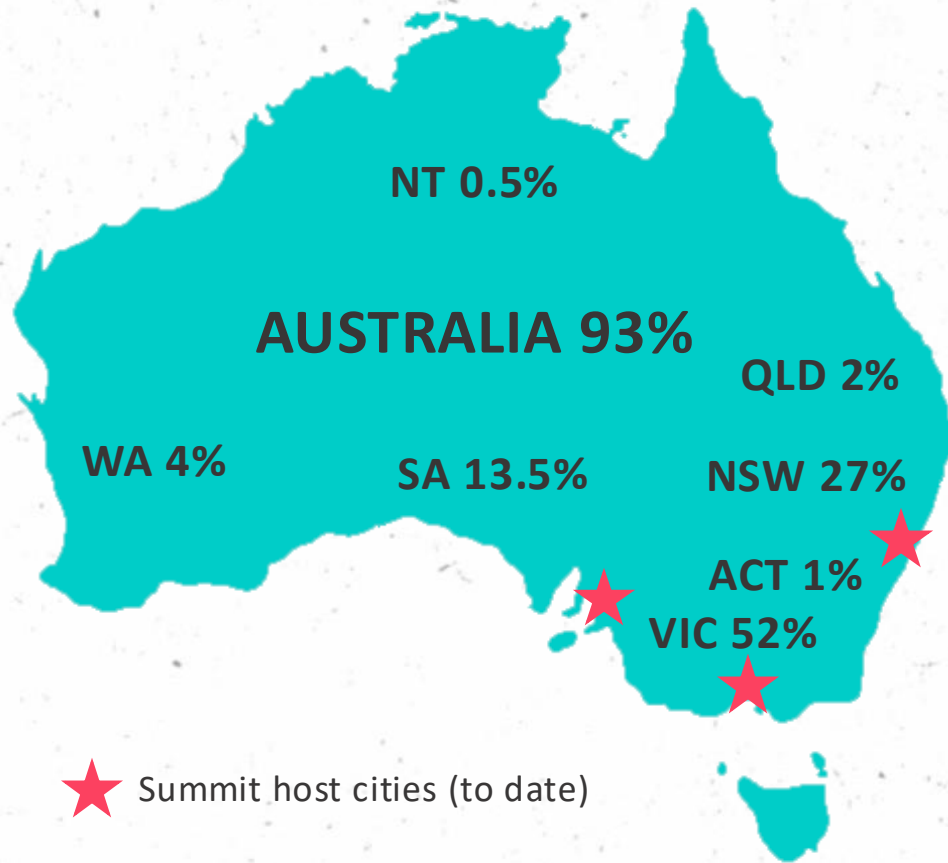 NT 0.5%
AUSTRALIA 93%
QLD 2%
WA 4%
SA 13.5%
NSW 27%
ACT 1%
VIC 52%
Summit host cities (to date)